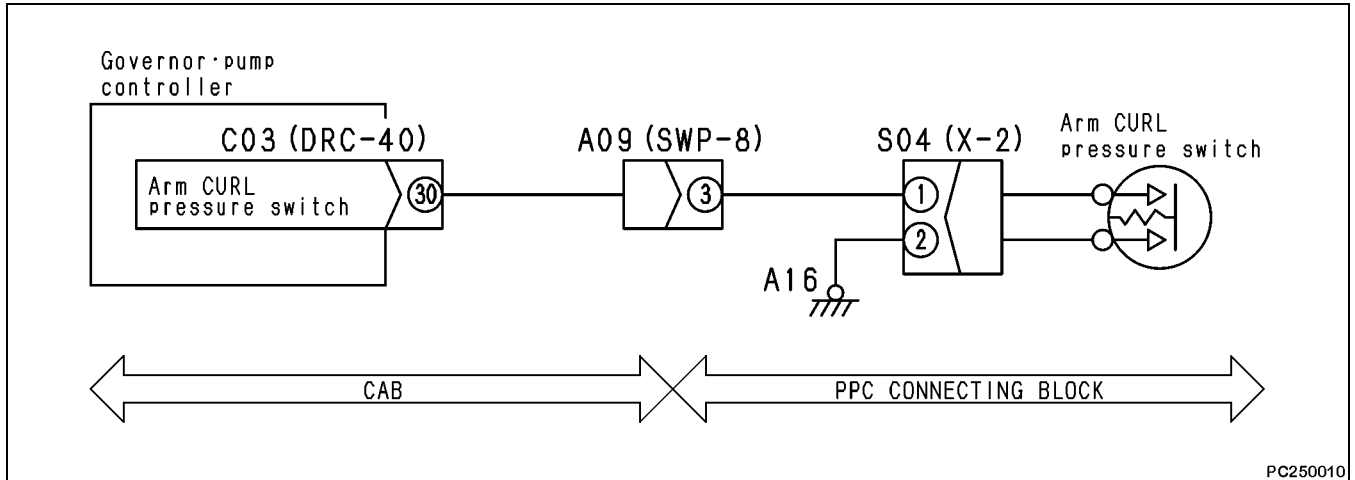 Governor·pump
controller
C03 (DRC-40)
A09 (SWP-8)
S04 (X-2)
Arm CURL
pressure switch
Arm CURL
pressure switch
30
3
1
2
A16
CAB
PPC CONNECTING BLOCK
PC250010